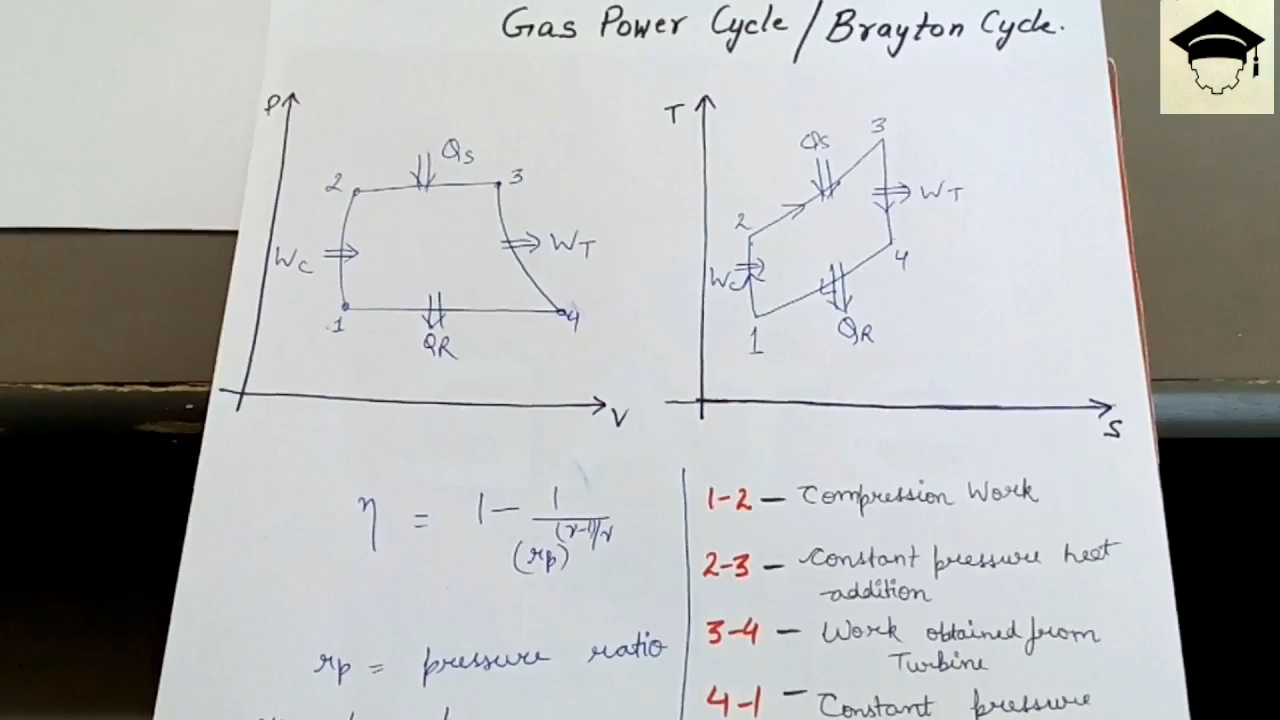 Gas Power Cycle / Brayton Cycle.
P
2
Qs
3
Wc
WT
1
QR
4
V
T
3
Qs
2
WT
Wc
4
1
QR
S
η = 1 - 1/(rp)^(γ-1)/γ
rp = pressure ratio
1-2 - Compression Work
2-3 - Constant pressure heat
addition
3-4 - Work obtained from
Turbine
4-1 - Constant pressure